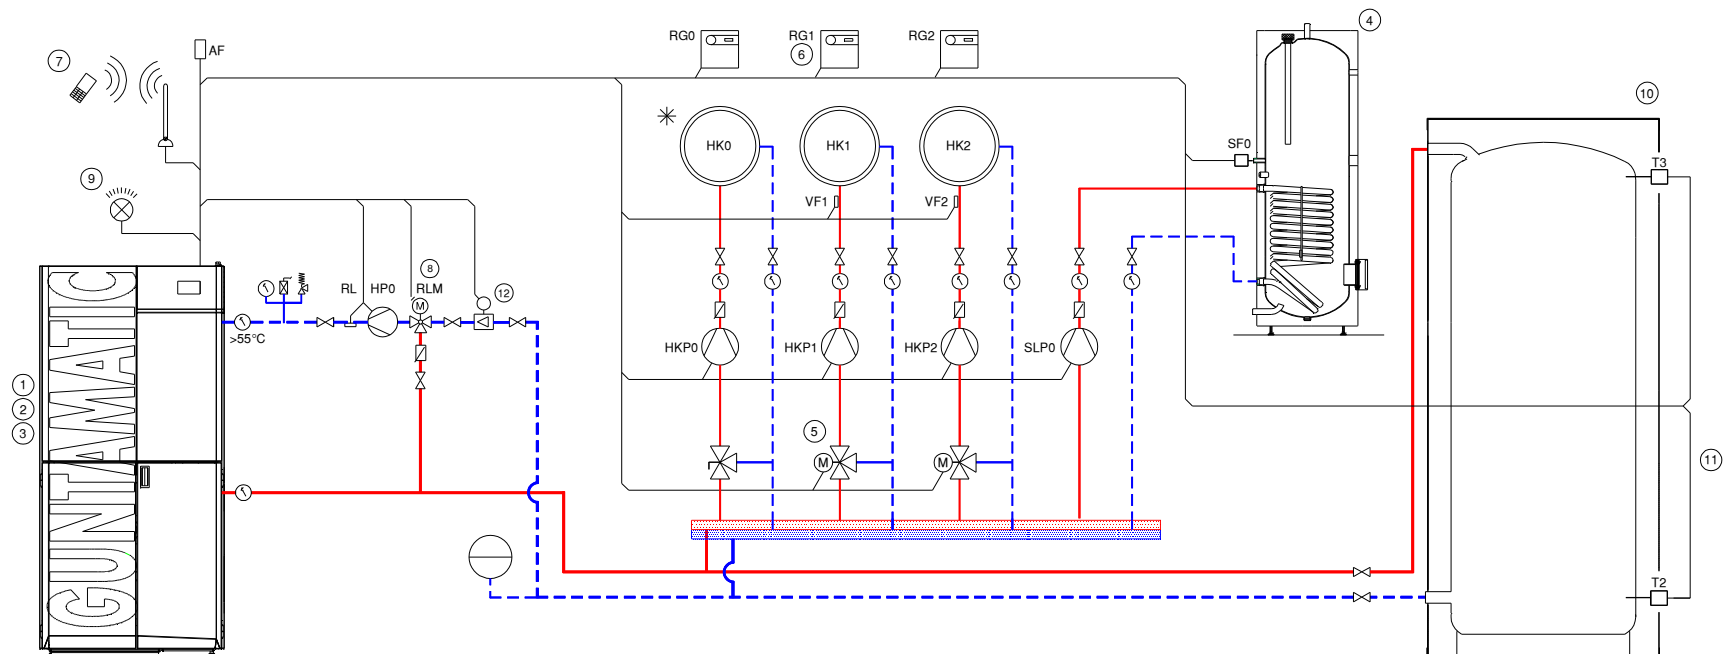 4
AF
RG0
RG1
RG2
6
7
10
HK0
HK1
HK2
SF0
T3
9
VF1
VF2
8
RL
HP0
RLM
M
12
>55°C
HKP0
HKP1
HKP2
SLP0
1
2
3
5
M
M
11
T2
GUNTAMATIC